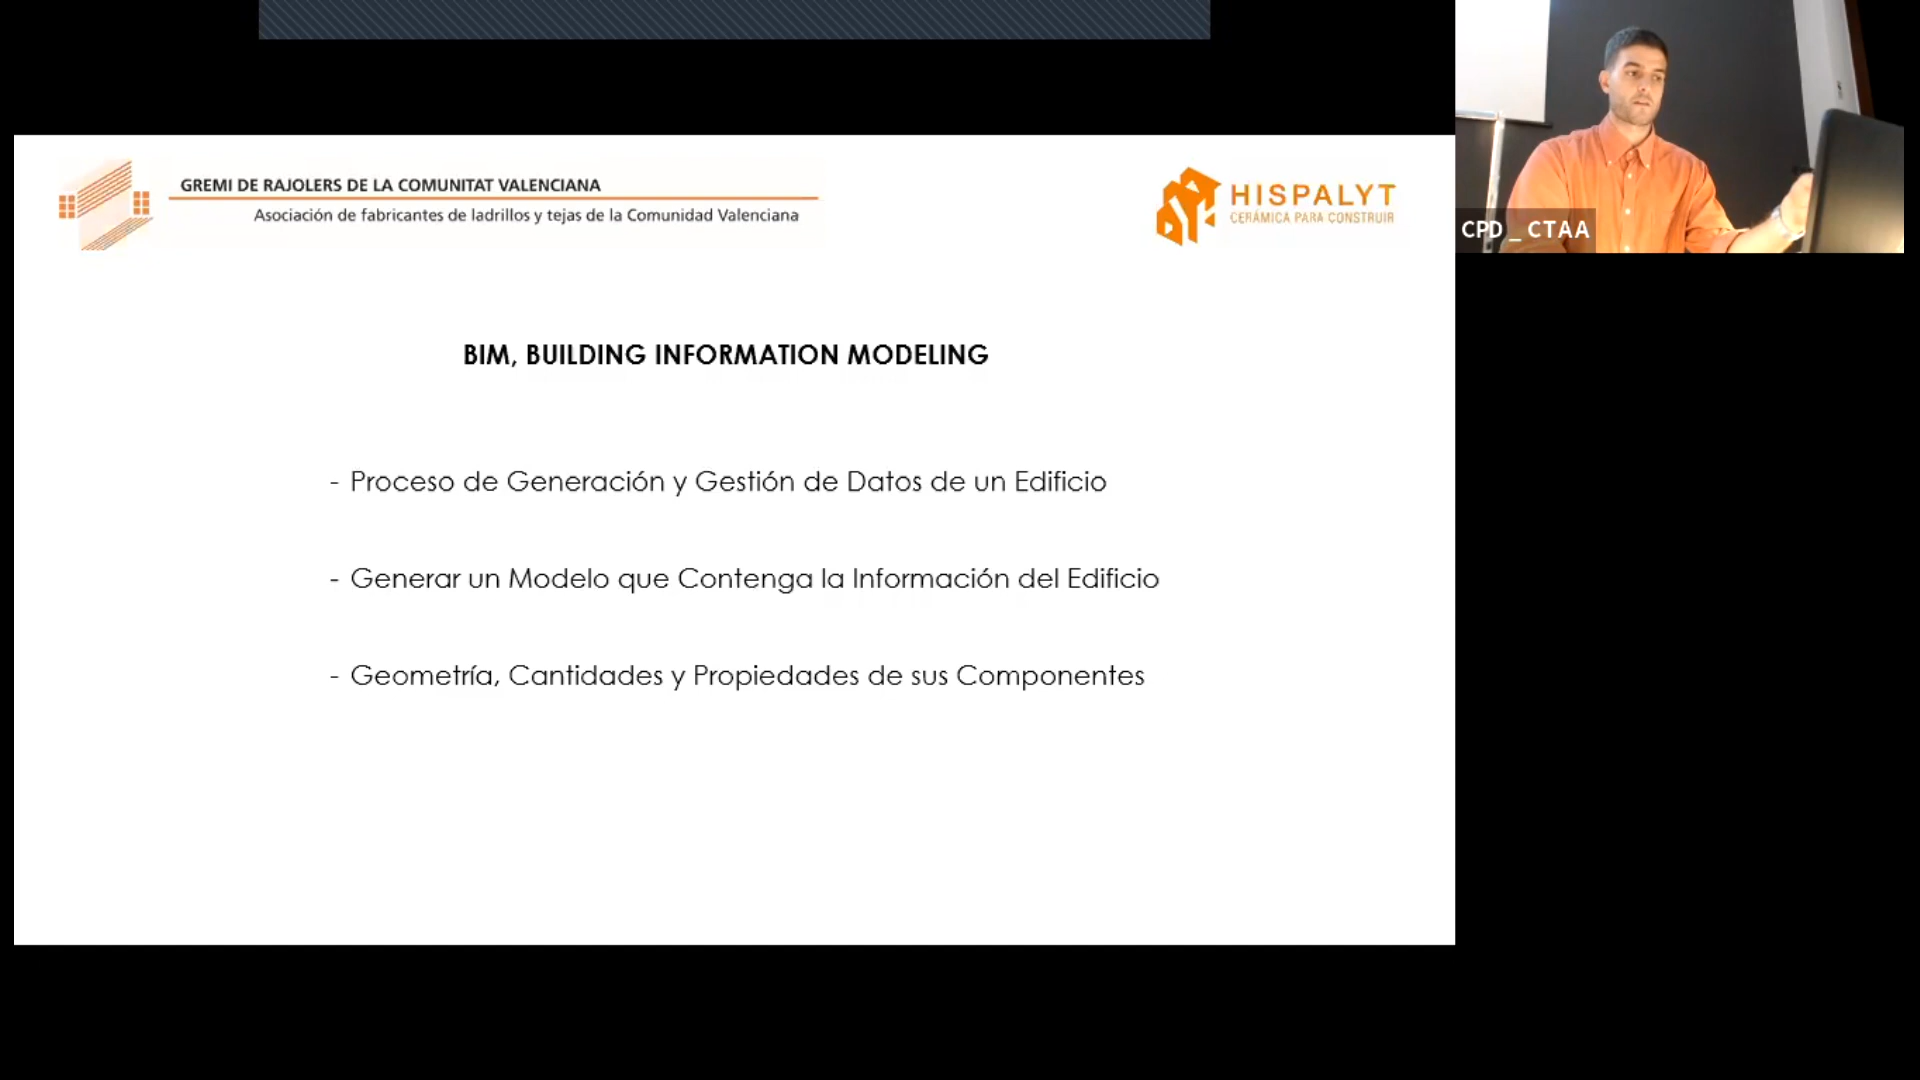 GREMI DE RAJOLERS DE LA COMUNITAT VALENCIANA
Asociación de fabricantes de ladrillos y tejas de la Comunidad Valenciana
HISPALYT
CERÁMICA PARA CONSTRUIR
CPD _ CTAA
BIM, BUILDING INFORMATION MODELING
- Proceso de Generación y Gestión de Datos de un Edificio
- Generar un Modelo que Contenga la Información del Edificio
- Geometría, Cantidades y Propiedades de sus Componentes